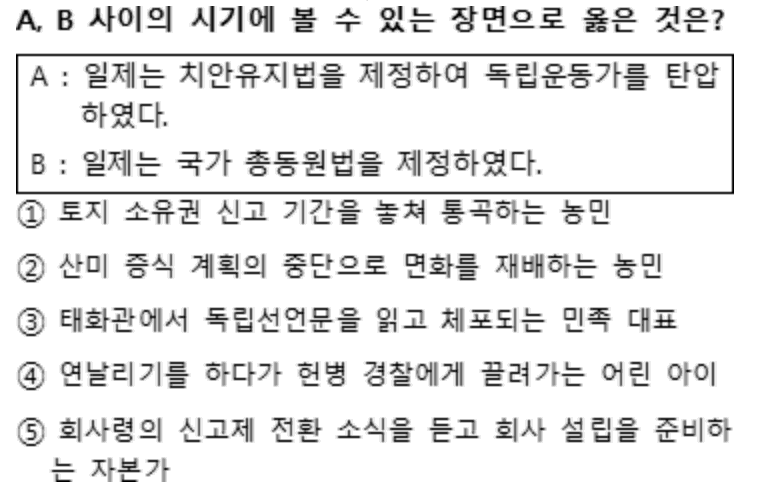 A, B 사이의 시기에 볼 수 있는 장면으로 옳은 것은?
A : 일제는 치안유지법을 제정하여 독립운동가를 탄압
하였다.
B : 일제는 국가 총동원법을 제정하였다.
① 토지 소유권 신고 기간을 놓쳐 통곡하는 농민
② 산미 증식 계획의 중단으로 면화를 재배하는 농민
③ 태화관에서 독립선언문을 읽고 체포되는 민족 대표
④ 연날리기를 하다가 헌병 경찰에게 끌려가는 어린 아이
⑤ 회사령의 신고제 전환 소식을 듣고 회사 설립을 준비하
는 자본가